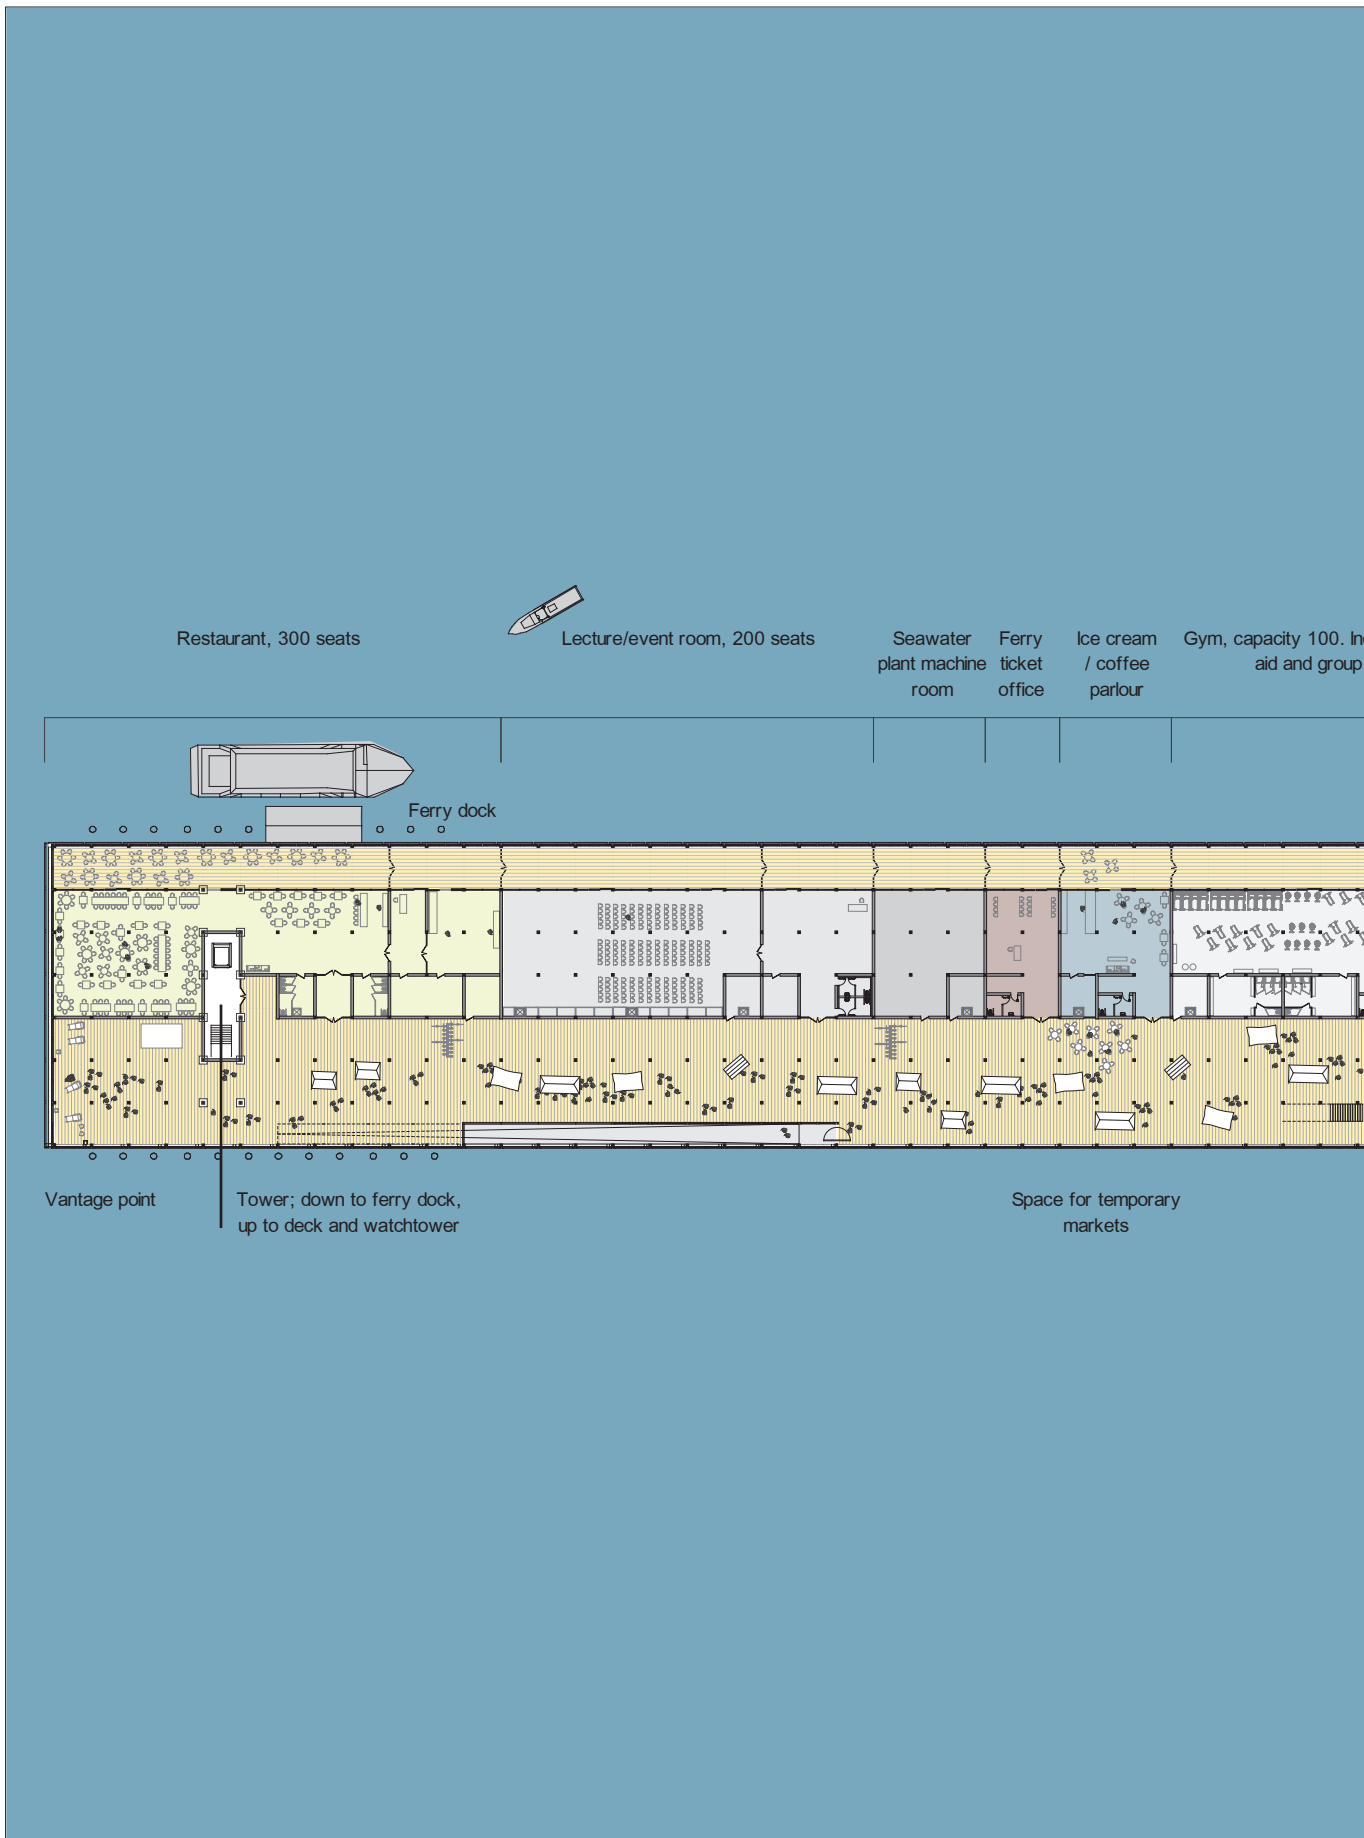 Restaurant, 300 seats
Lecture/event room, 200 seats
Seawater
plant machine
room
Ferry
ticket
office
Ice cream
/ coffee
parlour
Gym, capacity 100.
aid and group
Ferry dock
Vantage point
Tower; down to ferry dock,
up to deck and watchtower
Space for temporary
markets